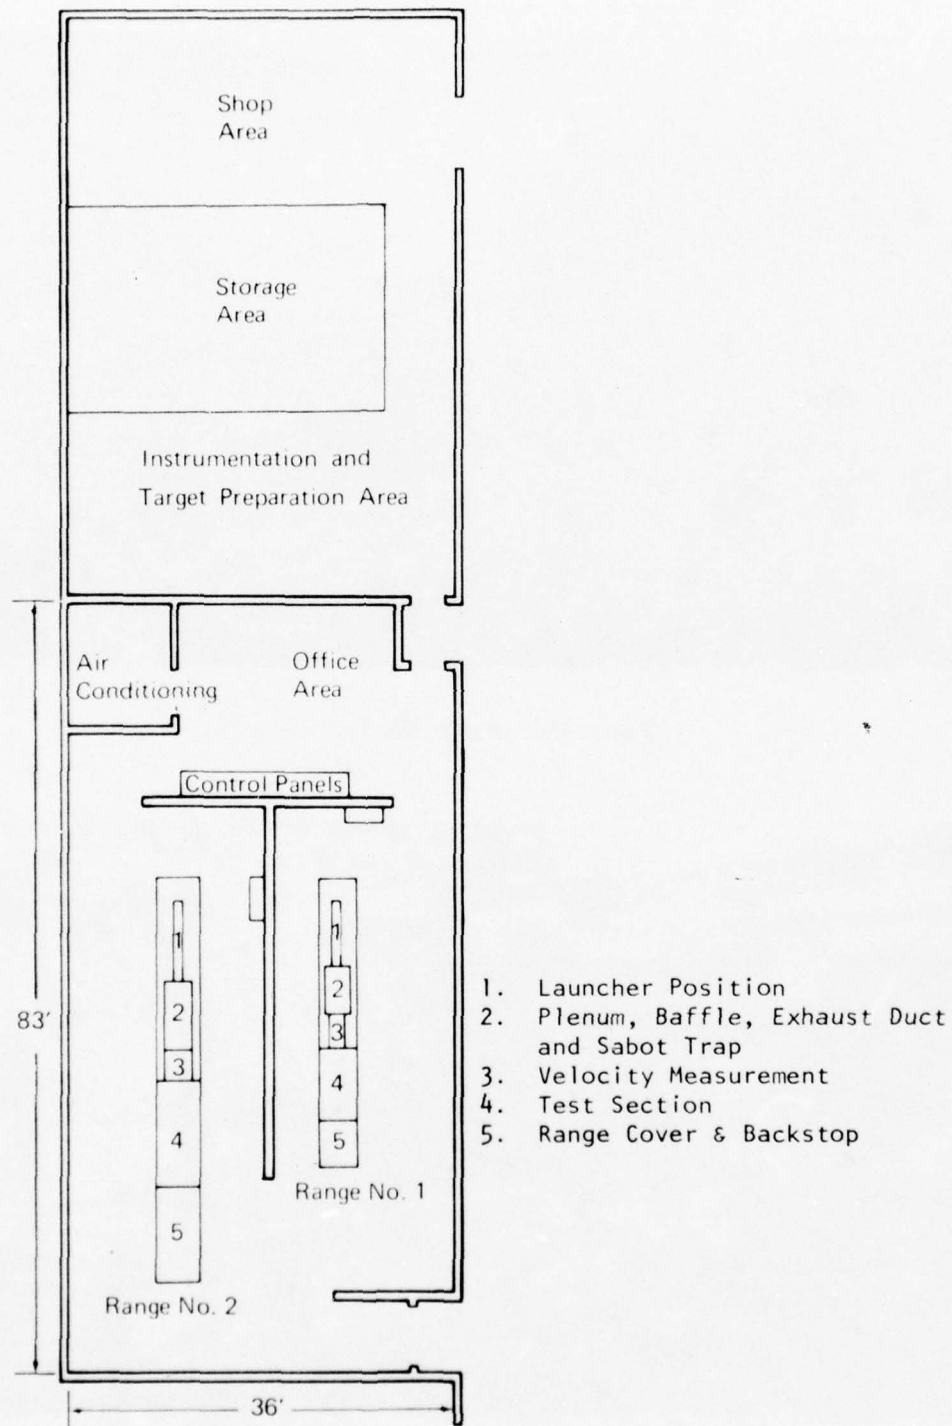 Shop
Area
Storage
Area
Instrumentation and
Target Preparation Area
Air
Conditioning
Office
Area
Control Panels
1
2
3
4
5
Range No. 2
1
2
3
4
5
Range No. 1
83'
36'
1. Launcher Position
2. Plenum, Baffle, Exhaust Duct
and Sabot Trap
3. Velocity Measurement
4. Test Section
5. Range Cover & Backstop